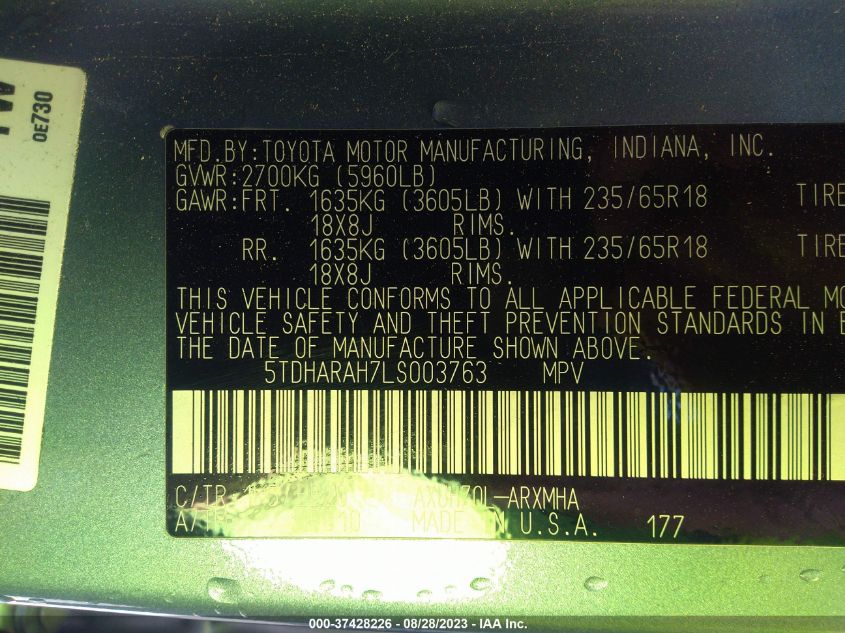 0E730
MFD.BY:TOYOTA MOTOR MANUFACTURING, INDIANA, INC.
GVWR:2700KG (5960LB)
GAWR:FRT. 1635KG (3605LB) WITH 235/65R18 TIRE
18X8J RIMS.
RR. 1635KG (3605LB) WITH 235/65R18 TIRE
18X8J RIMS.
THIS VEHICLE CONFORMS TO ALL APPLICABLE FEDERAL MO
VEHICLE SAFETY AND THEFT PREVENTION STANDARDS IN E
THE DATE OF MANUFACTURE SHOWN ABOVE.
5TDHARAH7LS003763 MPV
C/TR
A/ MADE IN U.S.A. 177
000-37428226 - 08/28/2023 - IAA Inc.